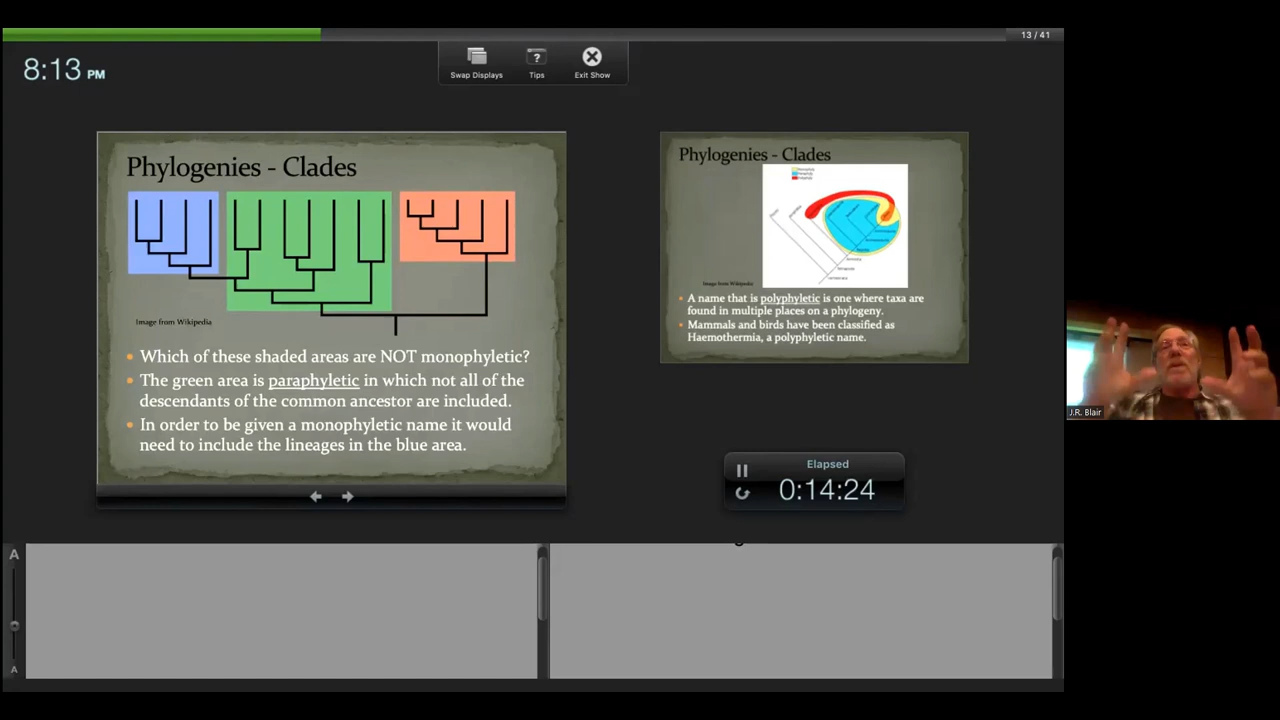 13 / 41
8:13 PM
Swap Displays
Tips
Exit Show
Phylogenies - Clades
Image from Wikipedia
• Which of these shaded areas are NOT monophyletic?
• The green area is paraphyletic in which not all of the
descendants of the common ancestor are included.
• In order to be given a monophyletic name it would
need to include the lineages in the blue area.
Phylogenies - Clades
Image from Wikipedia
• A name that is polyphyletic is one where taxa are
found in multiple places on a phylogeny.
• Mammals and birds have been classified as
Haemothermia, a polyphyletic name.
J.R. Blair
Elapsed
0:14:24
A
A